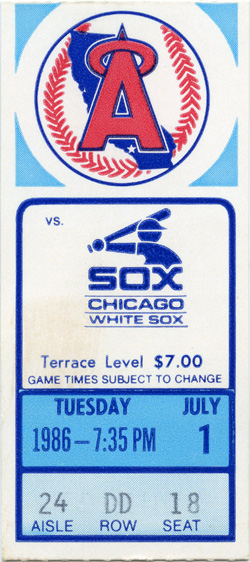 A
VS.
SOX
CHICAGO
WHITE SOX
Terrace Level $7.00
GAME TIMES SUBJECT TO CHANGE
TUESDAY JULY
1986—7:35 PM 1
24 DD 18
AISLE ROW SEAT